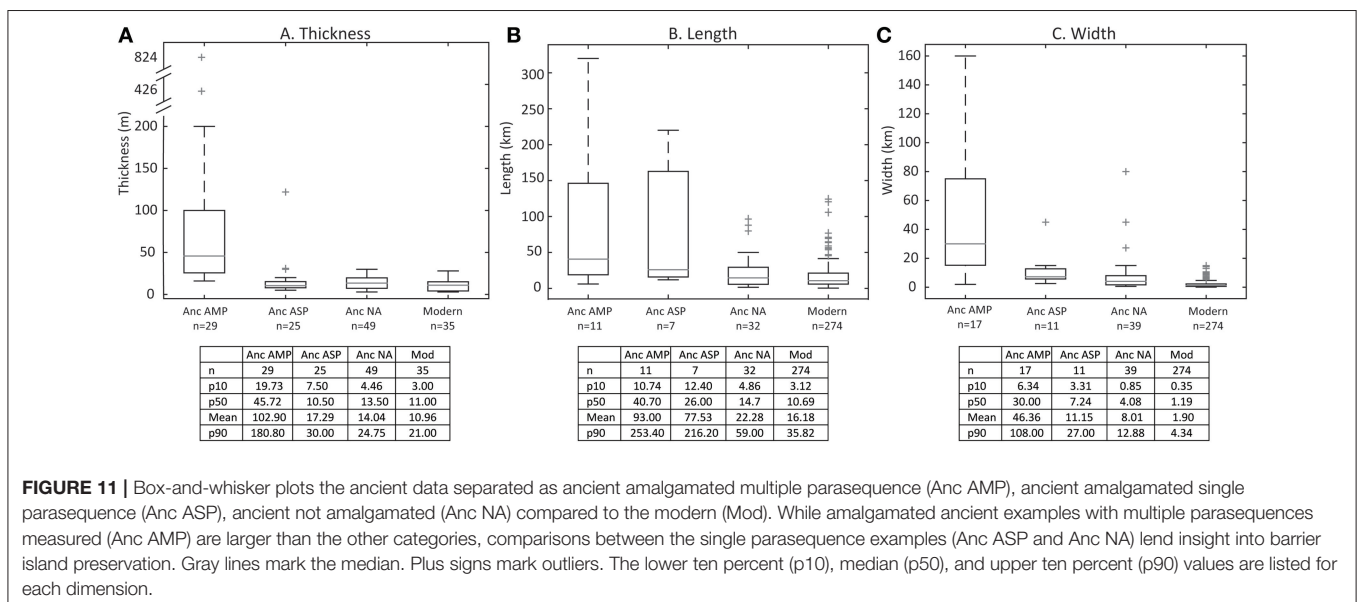 A
A. Thickness
824
426
200
150
100
50
0
Thickness (m)
Anc AMP Anc ASP Anc NA Modern
n=29 n=25 n=49 n=35
B
B. Length
300
250
200
150
100
50
0
Length (km)
Anc AMP Anc ASP Anc NA Modern
n=11 n=7 n=32 n=274
C
C. Width
160
140
120
100
80
60
40
20
0
Width (km)
Anc AMP Anc ASP Anc NA Modern
n=17 n=11 n=39 n=274
Anc AMP Anc ASP Anc NA Mod
n 29 25 49 35
p10 19.73 7.50 4.46 3.00
p50 45.72 10.50 13.50 11.00
Mean 102.90 17.29 14.04 10.96
p90 180.80 30.00 24.75 21.00
Anc AMP Anc ASP Anc NA Mod
n 11 7 32 274
p10 10.74 12.40 4.86 3.12
p50 40.70 26.00 14.7 10.69
Mean 93.00 77.53 22.28 16.18
p90 253.40 216.20 59.00 35.82
Anc AMP Anc ASP Anc NA Mod
n 17 11 39 274
p10 6.34 3.31 0.85 0.35
p50 30.00 7.24 4.08 1.19
Mean 46.36 11.15 8.01 1.90
p90 108.00 27.00 12.88 4.34
FIGURE 11 | Box-and-whisker plots the ancient data separated as ancient amalgamated multiple parasequence (Anc AMP), ancient amalgamated single
parasequence (Anc ASP), ancient not amalgamated (Anc NA) compared to the modern (Mod). While amalgamated ancient examples with multiple parasequences
measured (Anc AMP) are larger than the other categories, comparisons between the single parasequence examples (Anc ASP and Anc NA) lend insight into barrier
island preservation. Gray lines mark the median. Plus signs mark outliers. The lower ten percent (p10), median (p50), and upper ten percent (p90) values are listed for
each dimension.